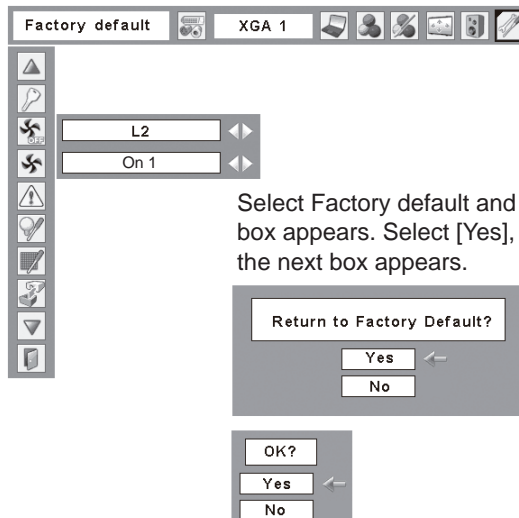 Factory default
XGA 1
OFF
L2
On 1
Select Factory default and
box appears. Select [Yes],
the next box appears.
Return to Factory Default?
Yes
No
OK?
Yes
No